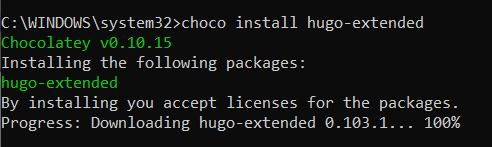 C:\WINDOWS\system32>choco install hugo-extended
Chocolatey v0.10.15
Installing the following packages:
hugo-extended
By installing you accept licenses for the packages.
Progress: Downloading hugo-extended 0.103.1... 100%